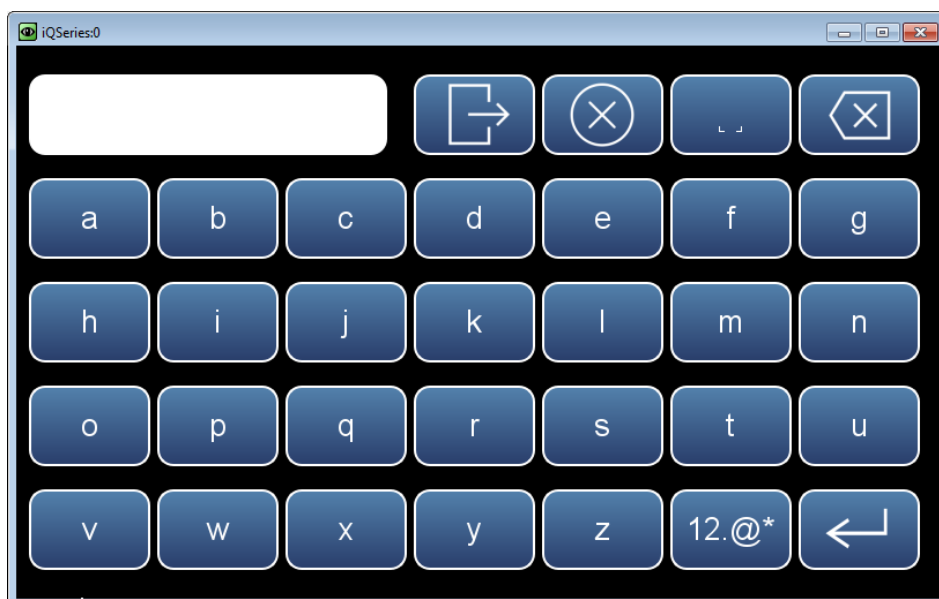 iQSeries:0
a b c d e f g
h i j k l m n
o p q r s t u
v w x y z 12.@*